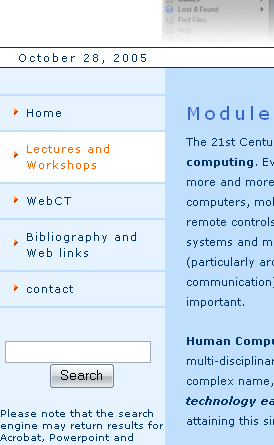 Lost & Found
Find Files
Help
October 28, 2005
Home
Lectures and
Workshops
WebCT
Bibliography and
Web links
contact
Search
Please note that the search
engine may return results for
Acrobat, Powerpoint and
Module
The 21st Centu
computing. Ev
more and more
computers, mob
remote controls
systems and m
(particularly arc
communication)
important.
Human Compu
multi-disciplinar
complex name,
technology ea
attaining this sim